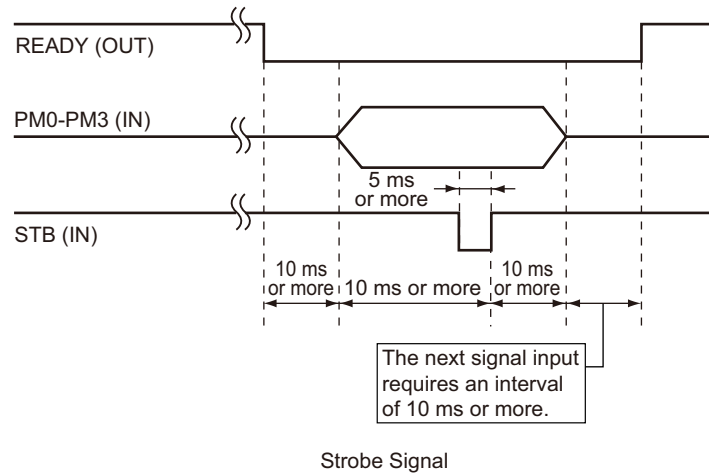 READY (OUT)
PM0-PM3 (IN)
5 ms
or more
STB (IN)
10 ms
or more
10 ms or more
10 ms
or more
The next signal input
requires an interval
of 10 ms or more.
Strobe Signal